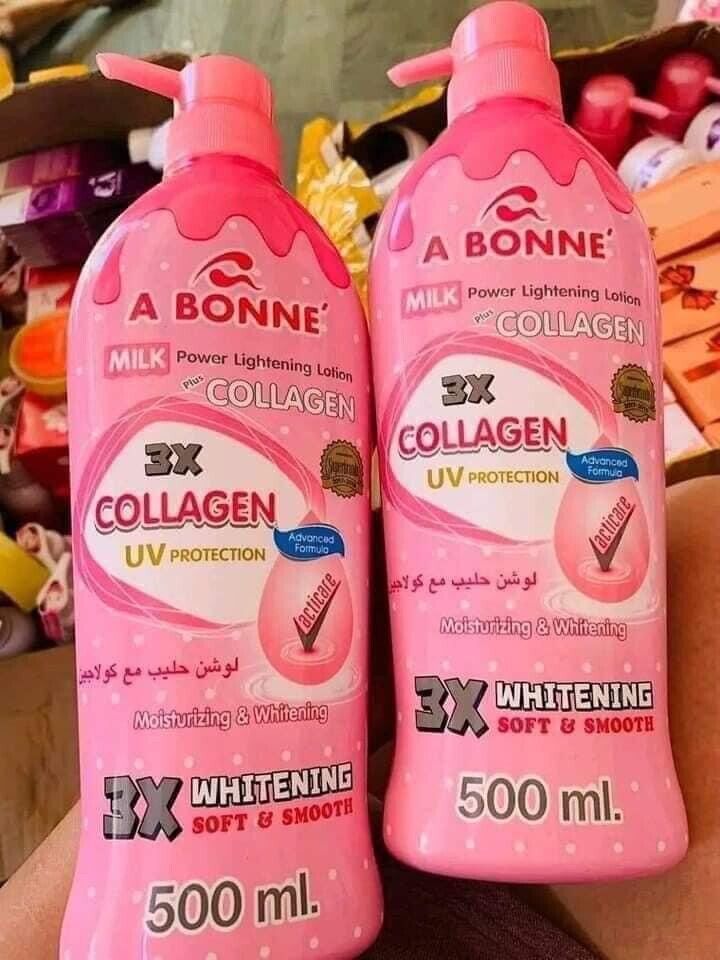 A BONNÉ
MILK Power Lightening Lotion
Plus COLLAGEN
3X
COLLAGEN
UV PROTECTION
Advanced
Formula
acticare
لوشن حليب مع كولاجين
Moisturizing & Whitening
3X WHITENING
SOFT & SMOOTH
500 ml.
A BONNÉ
MILK Power Lightening Lotion
Plus COLLAGEN
3X
COLLAGEN
UV PROTECTION
Advanced
Formula
acticare
لوشن حليب مع كولاجين
Moisturizing & Whitening
3X WHITENING
SOFT & SMOOTH
500 ml.